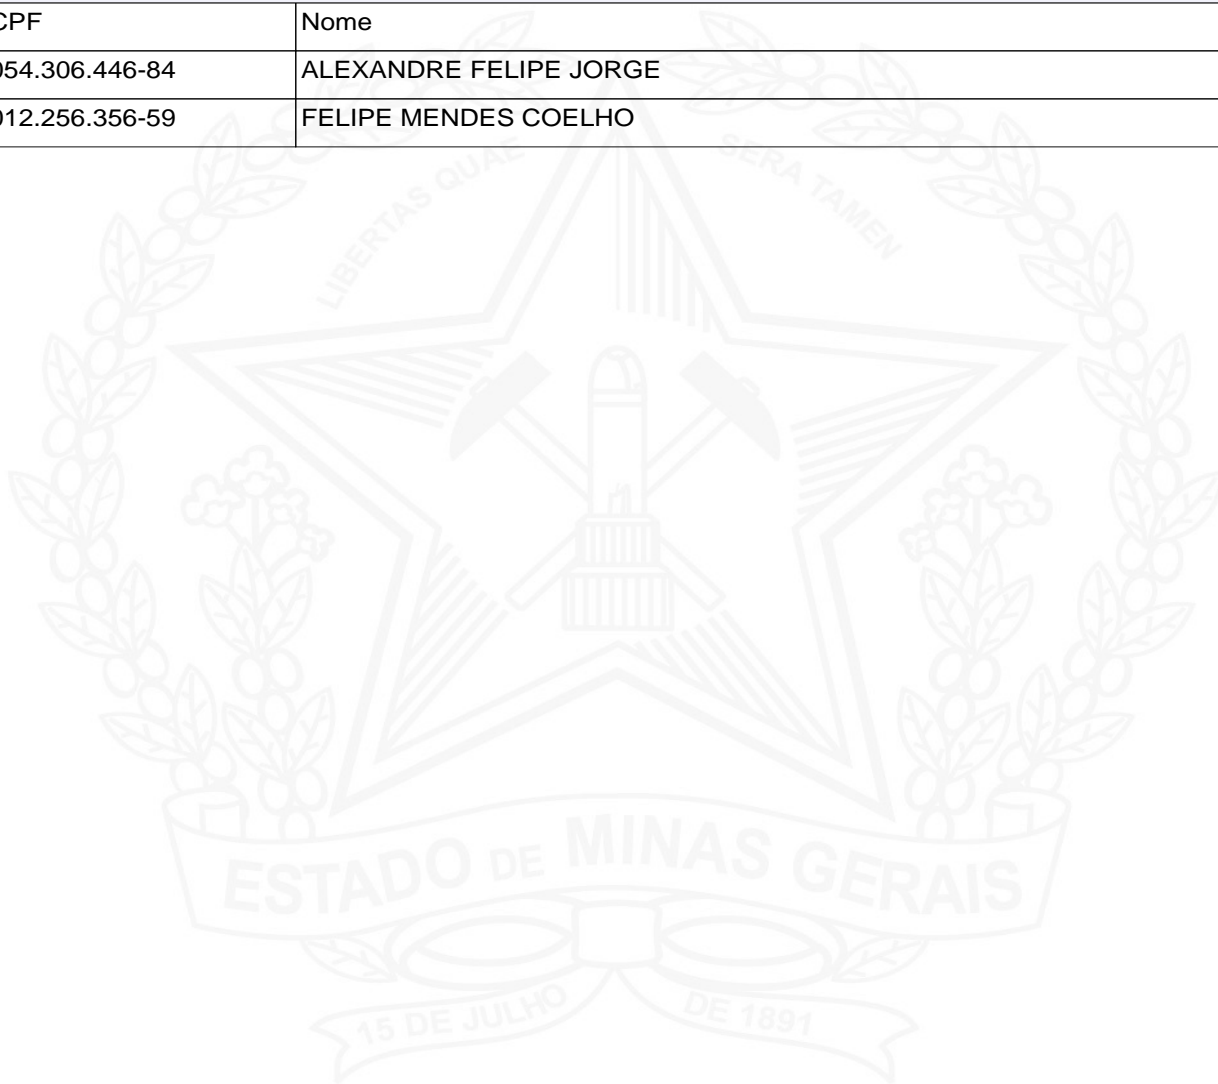 CPF Nome
054.306.446-84 ALEXANDRE FELIPE JORGE
012.256.356-59 FELIPE MENDES COELHO
LIBERTAS QUAE SERA TAMEN
ESTADO DE MINAS GERAIS
15 DE JULHO DE 1891